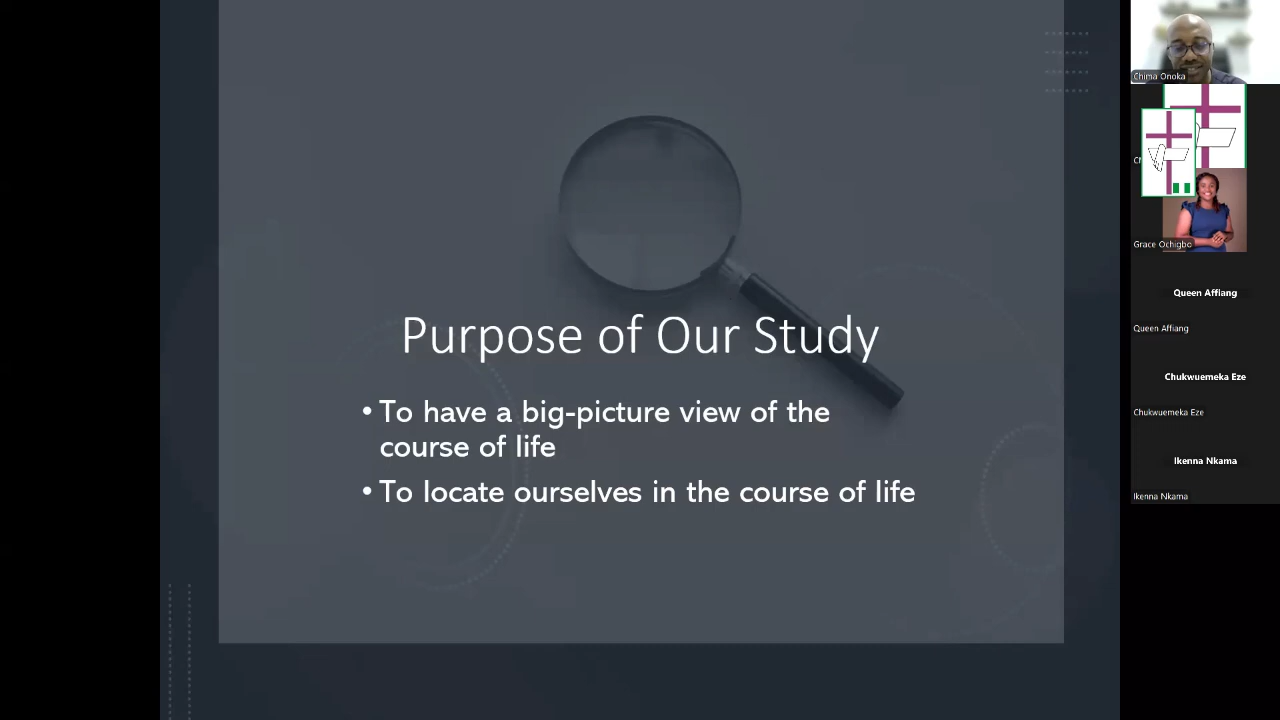 Purpose of Our Study
• To have a big-picture view of the
course of life
• To locate ourselves in the course of life
Chima Onoka
Grace Ochigbo
Queen Affiang
Queen Affiang
Chukwuemeka Eze
Chukwuemeka Eze
Ikenna Nkama
Ikenna Nkama